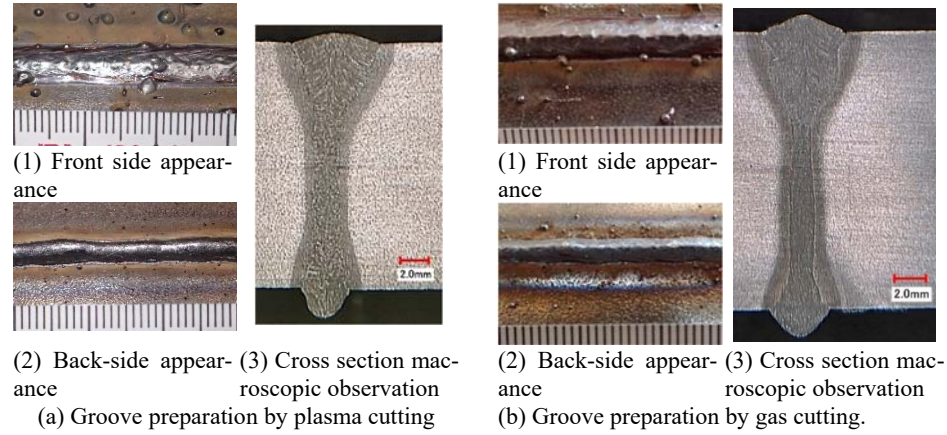 (1) Front side appear-
ance
(2) Back-side appear-
ance
2.0mm
(3) Cross section mac-
roscopic observation
(a) Groove preparation by plasma cutting
(1) Front side appear-
ance
(2) Back-side appear-
ance
2.0mm
(3) Cross section mac-
roscopic observation
(b) Groove preparation by gas cutting.